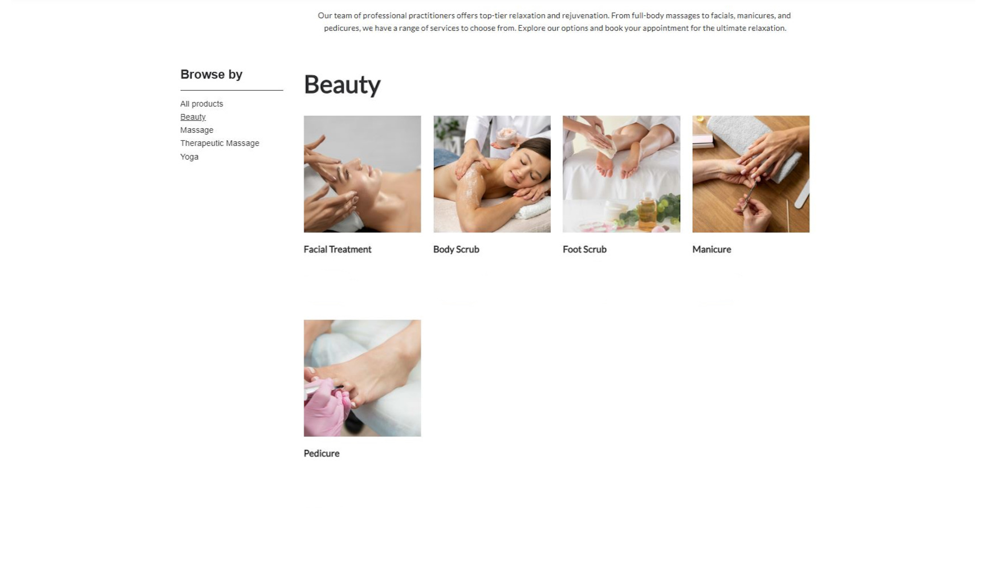 Our team of professional practitioners offers top-tier relaxation and rejuvenation. From full-body massages to facials, manicures, and
pedicures, we have a range of services to choose from. Explore our options and book your appointment for the ultimate relaxation.
Browse by
All products
Beauty
Massage
Therapeutic Massage
Yoga
Beauty
Facial Treatment
Body Scrub
Foot Scrub
Manicure
Pedicure